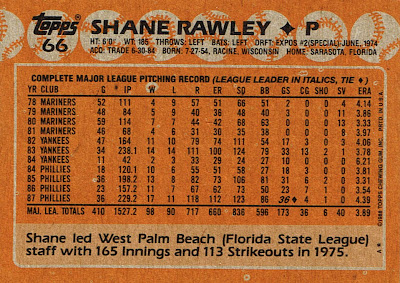 topps
66
SHANE RAWLEY ♦ P
HT: 6'0" WT: 186 THROWS: LEFT BATS: LEFT DRFT: EXPOS #2(SPECIAL)-JUNE, 1974
ACQ: TRADE 6-30-84 BORN: 7-27-54, RACINE, WISCONSIN HOME: SARASOTA, FLORIDA
COMPLETE MAJOR LEAGUE PITCHING RECORD (LEAGUE LEADER IN ITALICS, TIE ♦)
YR CLUB G IP W L R ER SO BB GS CG SHO SV ERA
78 MARINERS 52 111 4 9 57 51 66 51 2 0 0 4 4.14
79 MARINERS 48 84 5 9 40 36 48 40 3 0 0 11 3.86
80 MARINERS 59 114 7 7 44 42 68 63 0 0 0 13 3.33
81 MARINERS 46 68 4 6 31 30 35 38 0 0 0 8 3.97
82 YANKEES 47 164 11 10 79 74 111 54 17 3 0 3 4.06
83 YANKEES 34 238.1 14 14 111 100 124 79 33 13 2 1 3.78
84 YANKEES 11 42 2 3 33 29 24 27 10 0 0 0 6.21
84 PHILLIES 18 120.1 10 6 55 51 58 27 18 3 0 0 3.81
85 PHILLIES 36 198.2 13 8 82 73 106 81 31 6 2 0 3.31
86 PHILLIES 23 157.2 11 7 67 62 73 50 23 7 1 0 3.54
87 PHILLIES 36 229.2 17 11 118 112 123 86 36♦ 4 1 0 4.39
MAJ. LEA. TOTALS 410 1527.2 98 90 717 660 836 596 173 36 6 40 3.89
Shane led West Palm Beach (Florida State League)
staff with 165 Innings and 113 Strikeouts in 1975.
©1988 TOPPS CHEWING GUM, INC. PRTD. IN U.S.A.
A*